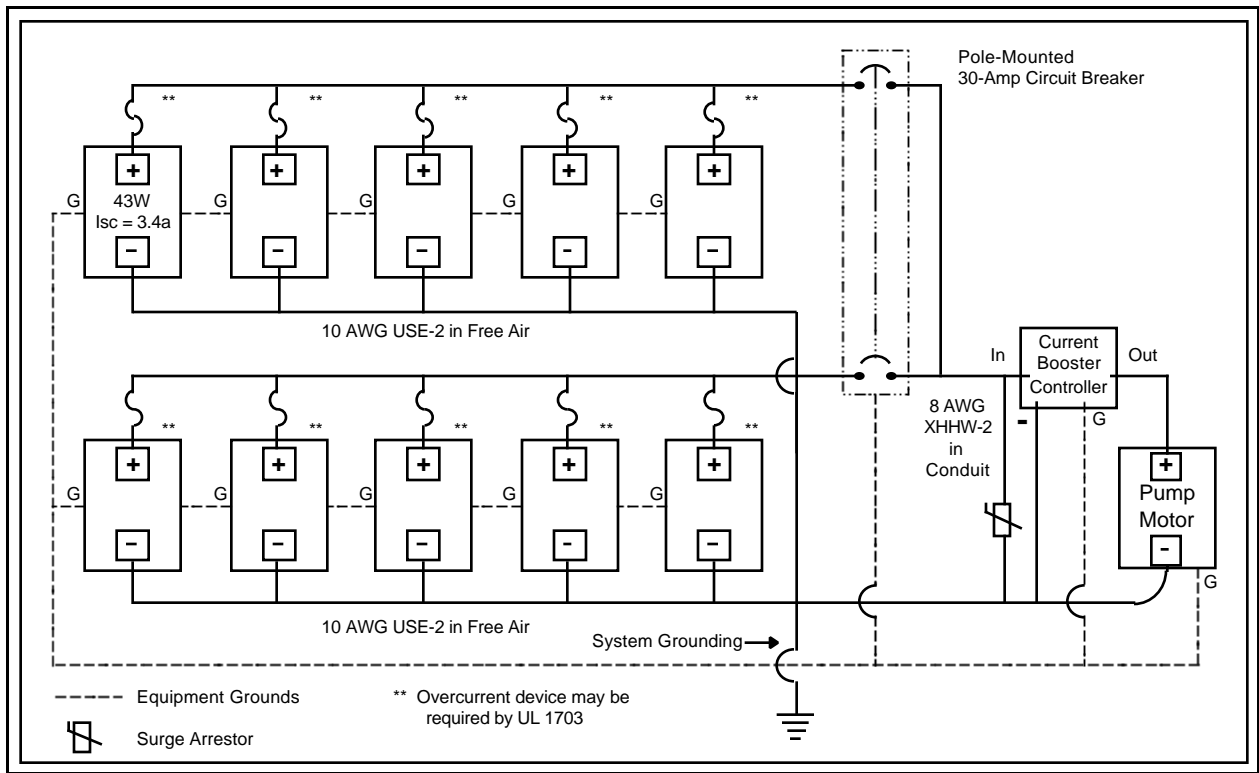 Pole-Mounted
30-Amp Circuit Breaker
** ** ** ** **
+ + + + +
G 43W G G G G
Isc = 3.4a
− − − − −
10 AWG USE-2 in Free Air
In
Current
Booster
Controller
Out
8 AWG
XHHW-2
in
Conduit
-
G
** ** ** ** **
+ + + + +
G G G G G
− − − − −
+
Pump
Motor
-
G
10 AWG USE-2 in Free Air
System Grounding
Equipment Grounds
** Overcurrent device may be
required by UL 1703
Surge Arrestor